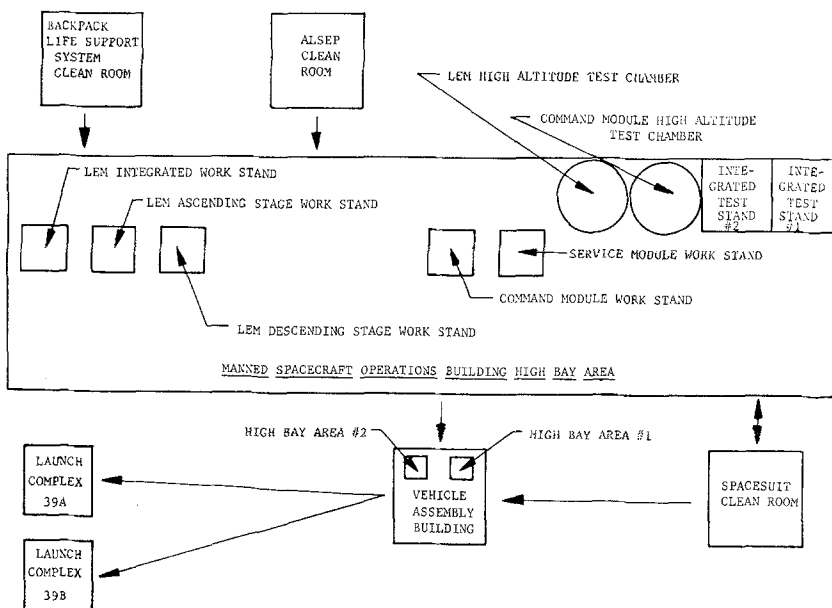 BACKPACK
LIFE SUPPORT
SYSTEM
CLEAN ROOM
ALSEP
CLEAN
ROOM
LEM HIGH ALTITUDE TEST CHAMBER
COMMAND MODULE HIGH ALTITUDE
TEST CHAMBER
LEM INTEGRATED WORK STAND
LEM ASCENDING STAGE WORK STAND
INTE-
GRATED
TEST
STAND
#2
INTE-
GRATED
TEST
STAND
#1
SERVICE MODULE WORK STAND
COMMAND MODULE WORK STAND
LEM DESCENDING STAGE WORK STAND
MANNED SPACECRAFT OPERATIONS BUILDING HIGH BAY AREA
HIGH BAY AREA #2
HIGH BAY AREA #1
LAUNCH
COMPLEX
39A
VEHICLE
ASSEMBLY
BUILDING
SPACESUIT
CLEAN ROOM
LAUNCH
COMPLEX
39B